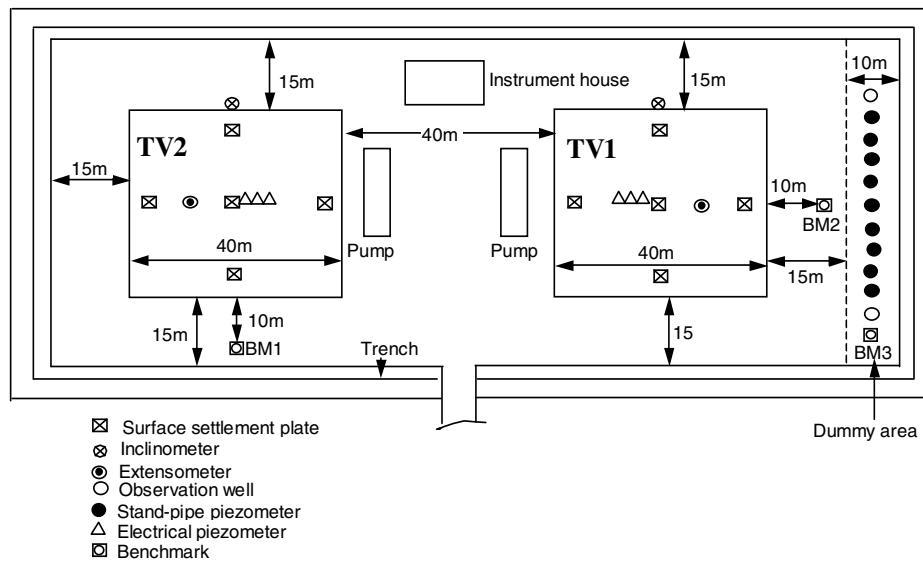 15m
Instrument house
15m
10m
TV2
40m
TV1
15m
10m
BM2
Pump
Pump
40m
40m
15m
15m
10m
15
BM1
Trench
BM3
Dummy area
Surface settlement plate
Inclinometer
Extensometer
Observation well
Stand-pipe piezometer
Electrical piezometer
Benchmark